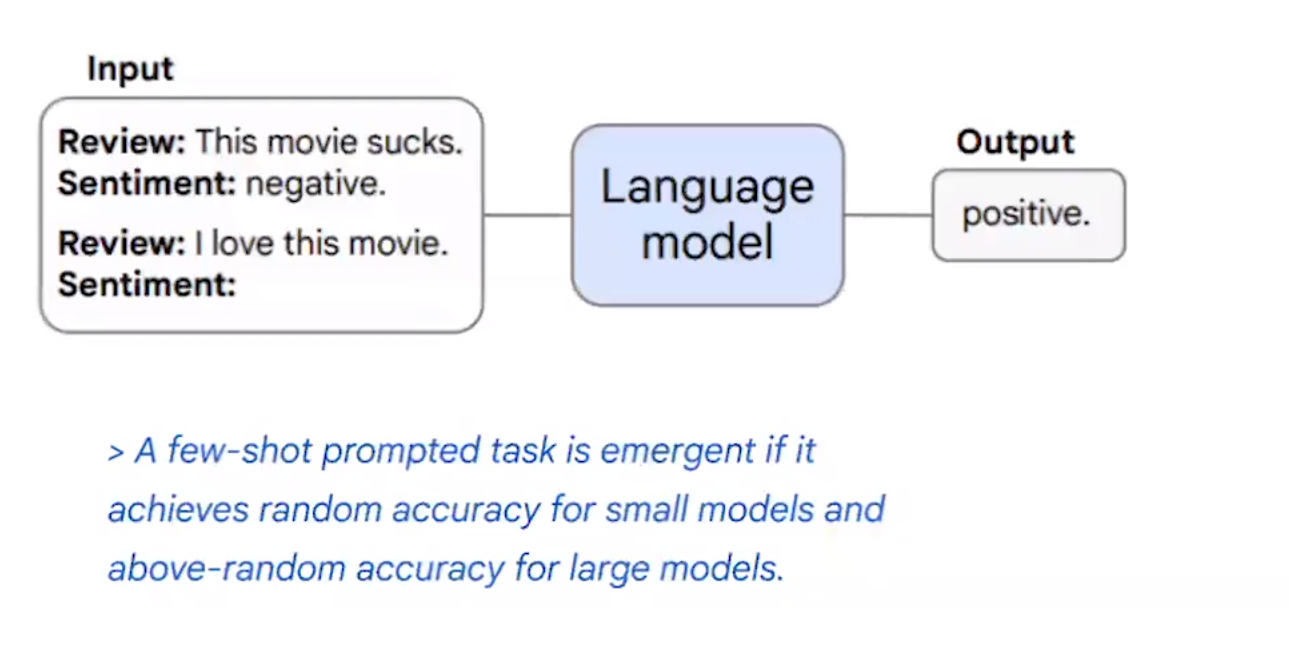 Input
Review: This movie sucks.
Sentiment: negative.
Review: I love this movie.
Sentiment:
Language
model
Output
positive.
> A few-shot prompted task is emergent if it
achieves random accuracy for small models and
above-random accuracy for large models.